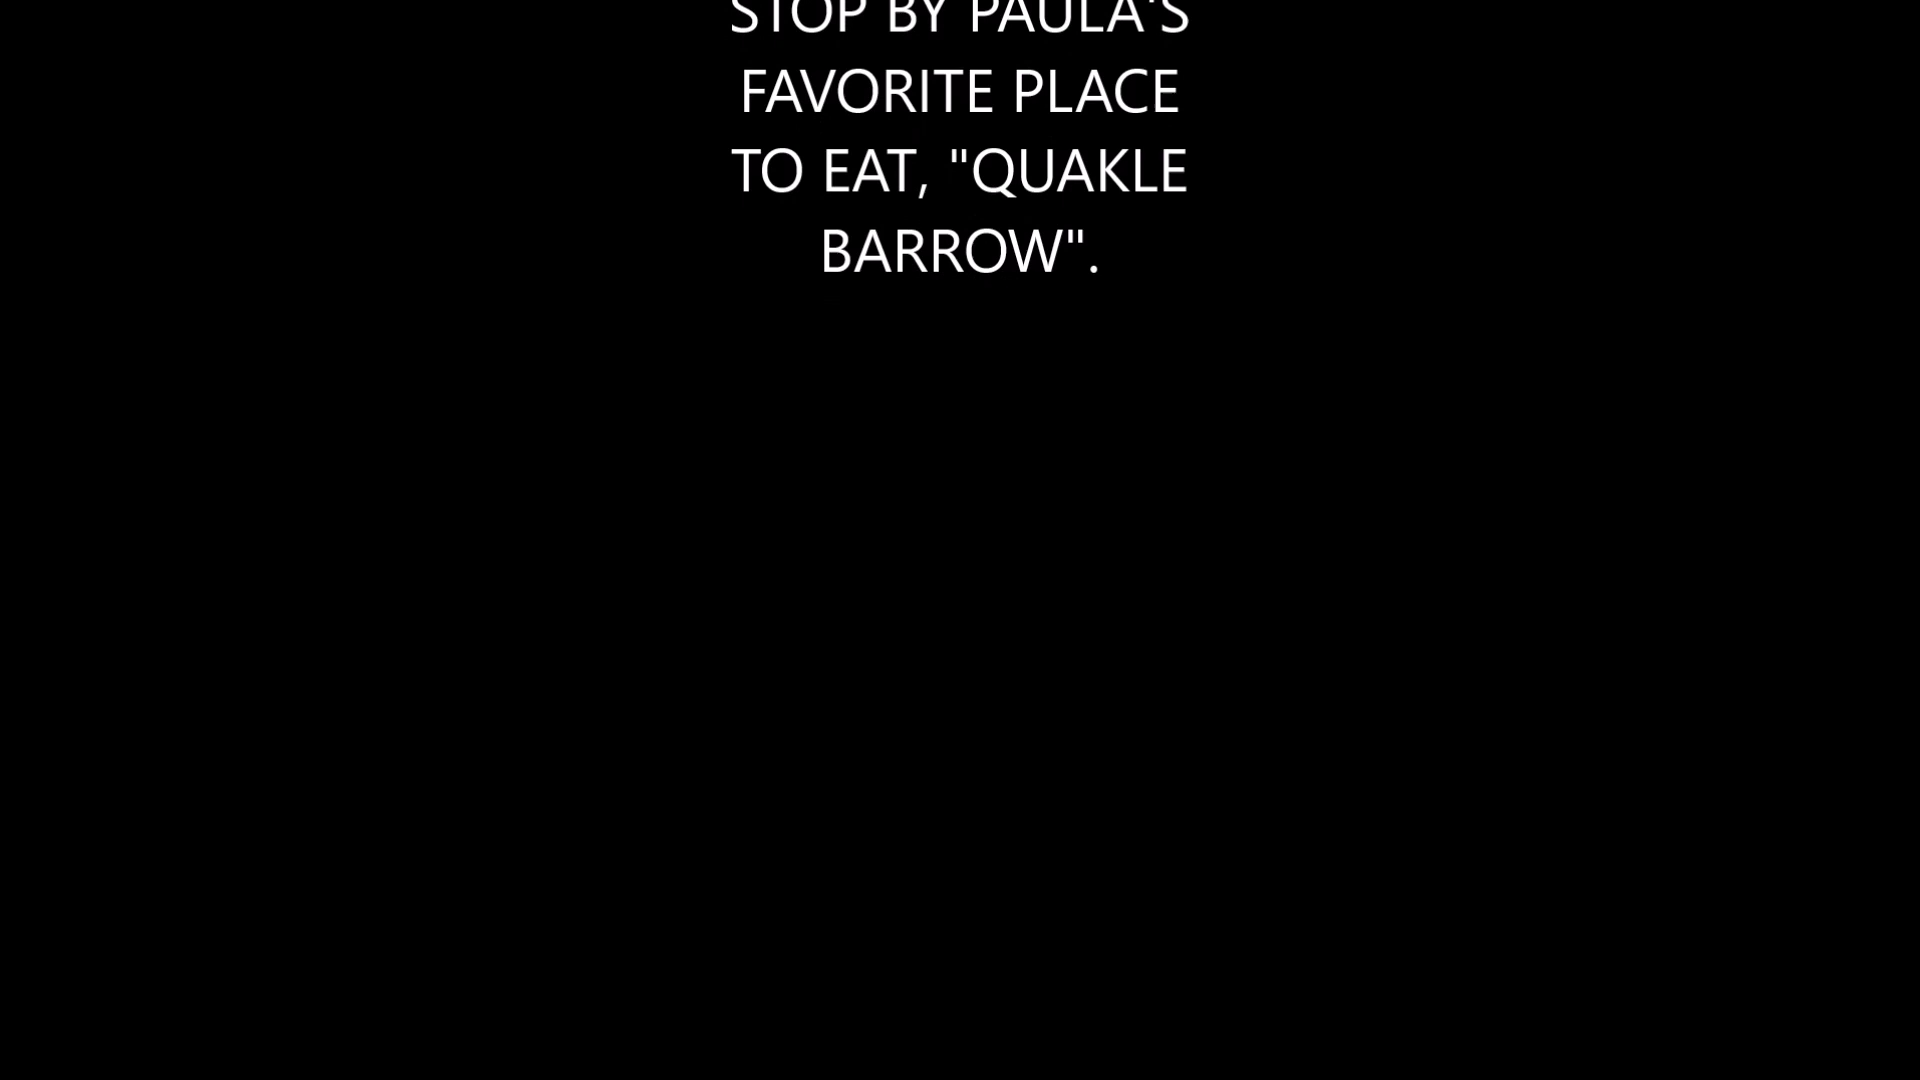 STOP BY PAULA'S
FAVORITE PLACE
TO EAT, "QUAKLE
BARROW".